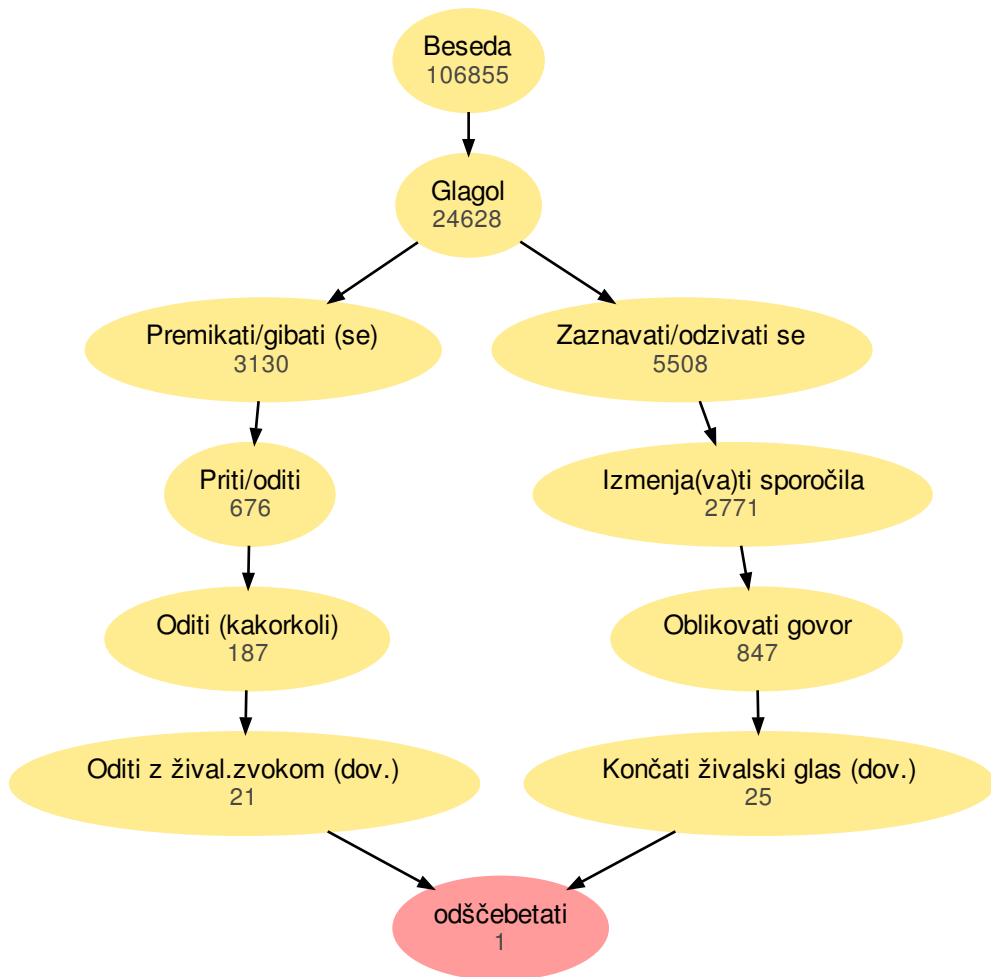 Beseda
106855
Glagol
24628
Premikati/gibati (se)
3130
Zaznavati/odzivati se
5508
Priti/oditi
676
Izmenja(va)ti sporočila
2771
Oditi (kakorkoli)
187
Oblikovati govor
847
Oditi z žival.zvokom (dov.)
21
Končati živalski glas (dov.)
25
odščebetati
1